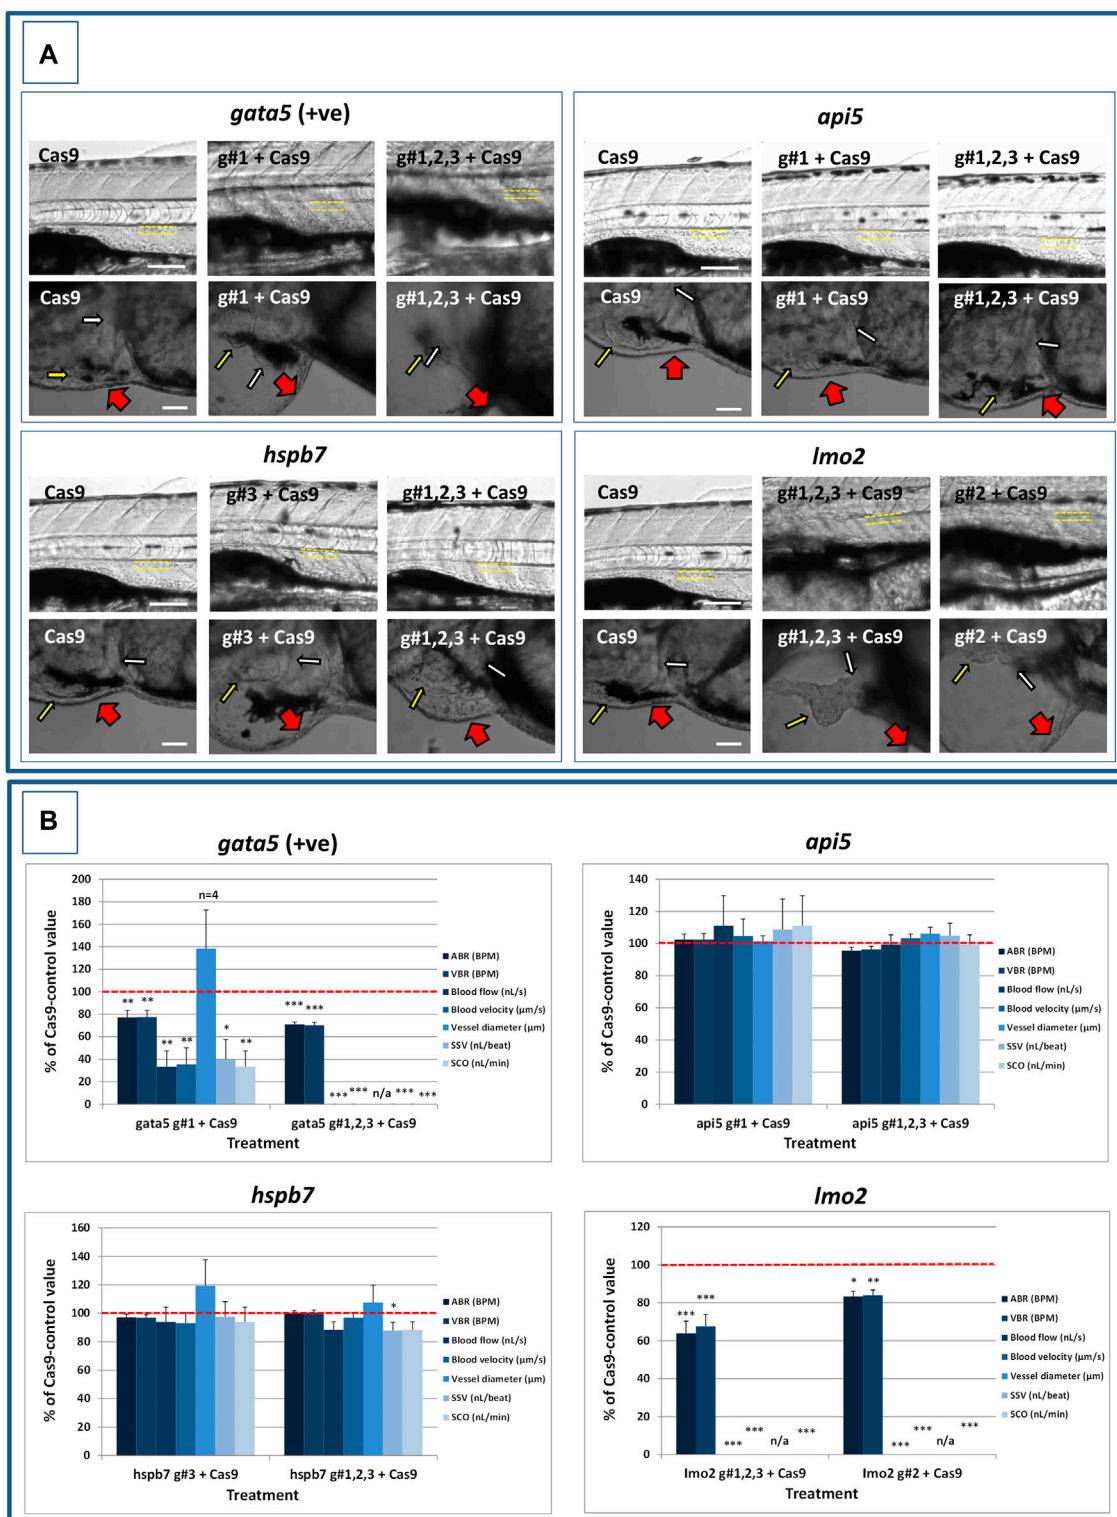 A
gata5 (+ve)
Cas9
g#1 + Cas9
g#1,2,3 + Cas9
Cas9
g#1 + Cas9
g#1,2,3 + Cas9
api5
Cas9
g#1 + Cas9
g#1,2,3 + Cas9
Cas9
g#1 + Cas9
g#1,2,3 + Cas9
hspb7
Cas9
g#3 + Cas9
g#1,2,3 + Cas9
Cas9
g#3 + Cas9
g#1,2,3 + Cas9
lmo2
Cas9
g#1,2,3 + Cas9
g#2 + Cas9
Cas9
g#1,2,3 + Cas9
g#2 + Cas9
B
gata5 (+ve)
% of Cas9-control value
200
180
160
140
120
100
80
60
40
20
0
** ** ** ** n=4 * **
*** *** *** *** n/a *** ***
gata5 g#1 + Cas9
gata5 g#1,2,3 + Cas9
Treatment
ABR (BPM)
VBR (BPM)
Blood flow (nL/s)
Blood velocity (µm/s)
Vessel diameter (µm)
SSV (nL/beat)
SCO (nL/min)
api5
% of Cas9-control value
140
120
100
80
60
40
20
0
api5 g#1 + Cas9
api5 g#1,2,3 + Cas9
Treatment
ABR (BPM)
VBR (BPM)
Blood flow (nL/s)
Blood velocity (µm/s)
Vessel diameter (µm)
SSV (nL/beat)
SCO (nL/min)
hspb7
% of Cas9-control value
160
140
120
100
80
60
40
20
0
*
hspb7 g#3 + Cas9
hspb7 g#1,2,3 + Cas9
Treatment
ABR (BPM)
VBR (BPM)
Blood flow (nL/s)
Blood velocity (µm/s)
Vessel diameter (µm)
SSV (nL/beat)
SCO (nL/min)
lmo2
% of Cas9-control value
120
100
80
60
40
20
0
*** *** *** *** n/a ***
* ** *** *** n/a ***
lmo2 g#1,2,3 + Cas9
lmo2 g#2 + Cas9
Treatment
ABR (BPM)
VBR (BPM)
Blood flow (nL/s)
Blood velocity (µm/s)
Vessel diameter (µm)
SSV (nL/beat)
SCO (nL/min)